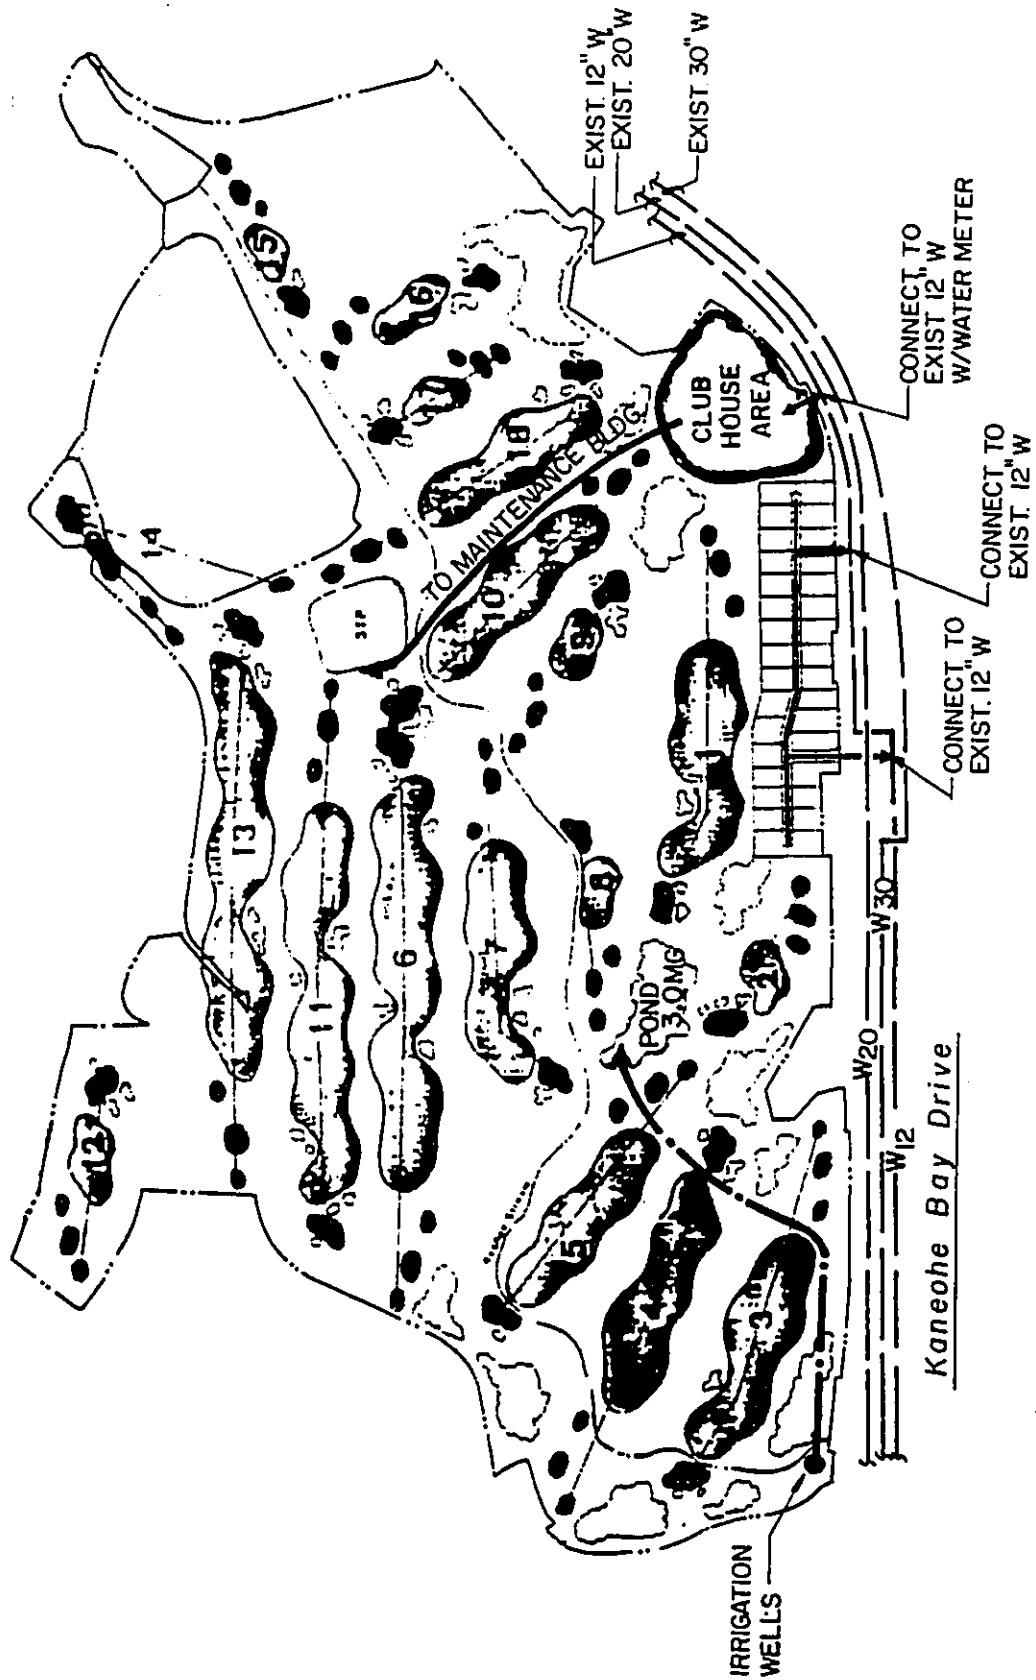 EXIST. 12" W
EXIST. 20" W
EXIST. 30" W
15
16
17
18
14
STP
TO MAINTENANCE BLDG
CLUB
HOUSE
AREA
CONNECT TO
EXIST 12" W
W/WATER METER
CONNECT TO
EXIST. 12" W
CONNECT TO
EXIST. 12" W
10
9
13
11
6
7
8
1
12
POND
2
5
4
3
W30
W20
W12
Kaneohe Bay Drive
IRRIGATION
WELLS